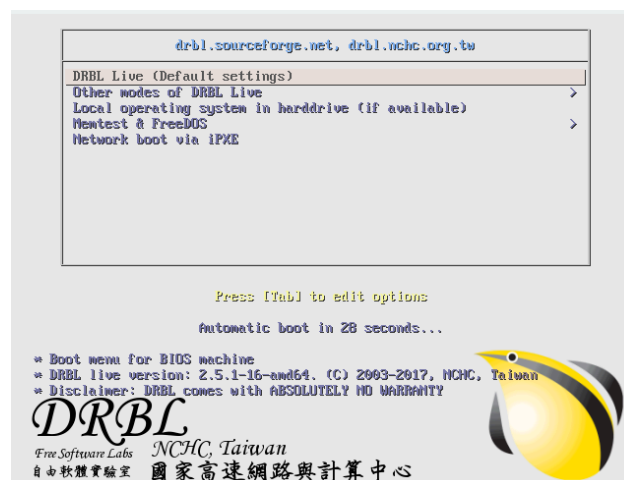 drbl.sourceforge.net, drbl.nchc.org.tw
DRBL Live (Default settings)
Other modes of DRBL Live >
Local operating system in harddrive (if available)
Memtest & FreeDOS >
Network boot via iPXE
Press [Tab] to edit options
Automatic boot in 28 seconds...
* Boot menu for BIOS machine
* DRBL live version: 2.5.1-16-amd64. (C) 2003-2017, NCHC, Taiwan
* Disclaimer: DRBL comes with ABSOLUTELY NO WARRANTY
DRBL
Free Software Labs NCHC, Taiwan
自由軟體實驗室 國家高速網路與計算中心